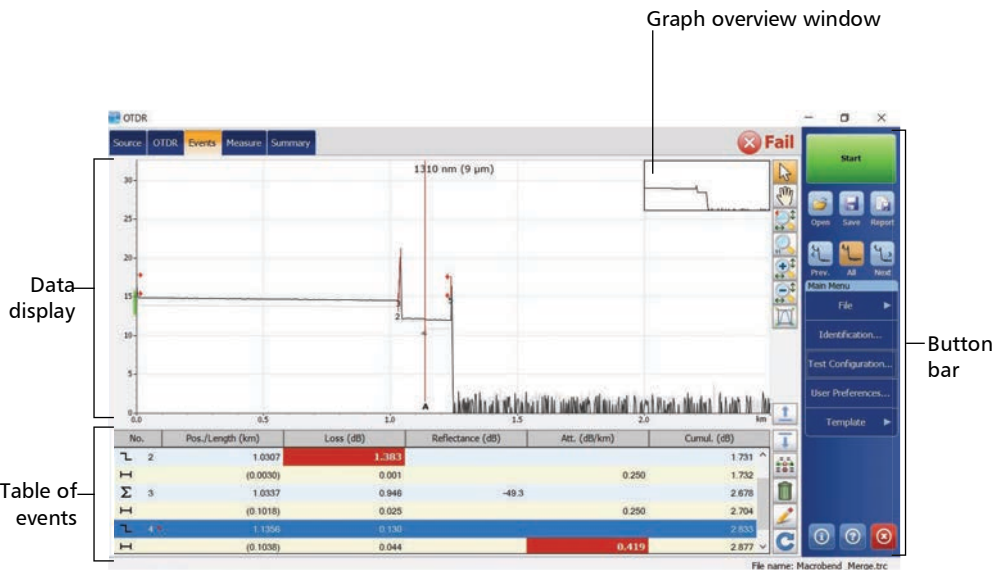 Graph overview window
OTDR
Source OTDR Events Measure Summary
Fail
Start
1310 nm (9 µm)
30
25
20
15
10
5
0
2
4
5
A
0.0 0.5 1.0 1.5 2.0 km
Data
display
Open Save Report
Prev. All Next
Main Menu
File
Identification...
Test Configuration...
User Preferences...
Template
Button
bar
Table of
events
No. Pos./Length (km) Loss (dB) Reflectance (dB) Att. (dB/km) Cumul. (dB)
2 1.0307 1.383 1.731
(0.0030) 0.001 0.250 1.732
Σ 3 1.0337 0.946 -49.3 2.678
(0.1018) 0.025 0.250 2.704
4 1.1356 0.130 2.833
(0.1038) 0.044 0.419 2.877
File name: Macrobend_Merge.trc